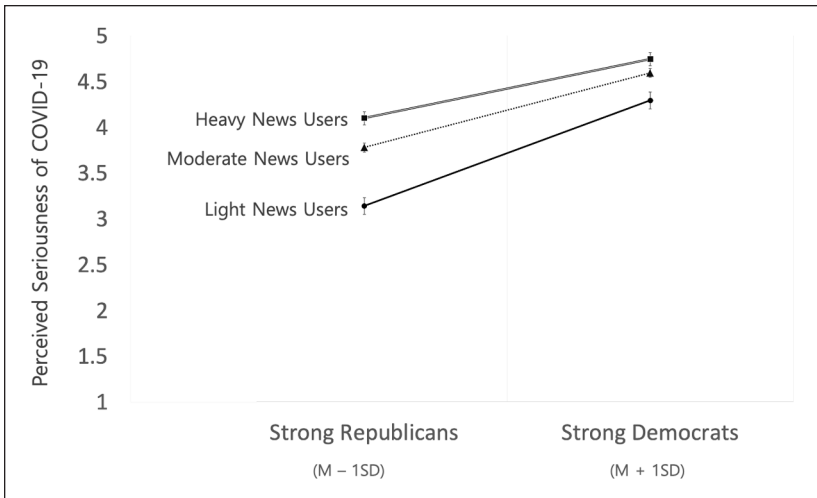 Perceived Seriousness of COVID-19
5
4.5
4
3.5
3
2.5
2
1.5
1
Heavy News Users
Moderate News Users
Light News Users
Strong Republicans
Strong Democrats
(M – 1SD)
(M + 1SD)